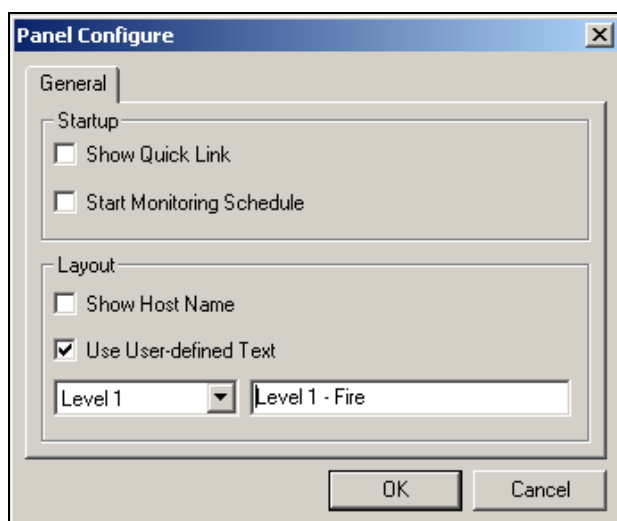 Panel Configure
General
Startup
Show Quick Link
Start Monitoring Schedule
Layout
Show Host Name
Use User-defined Text
Level 1 Level 1 - Fire
OK Cancel